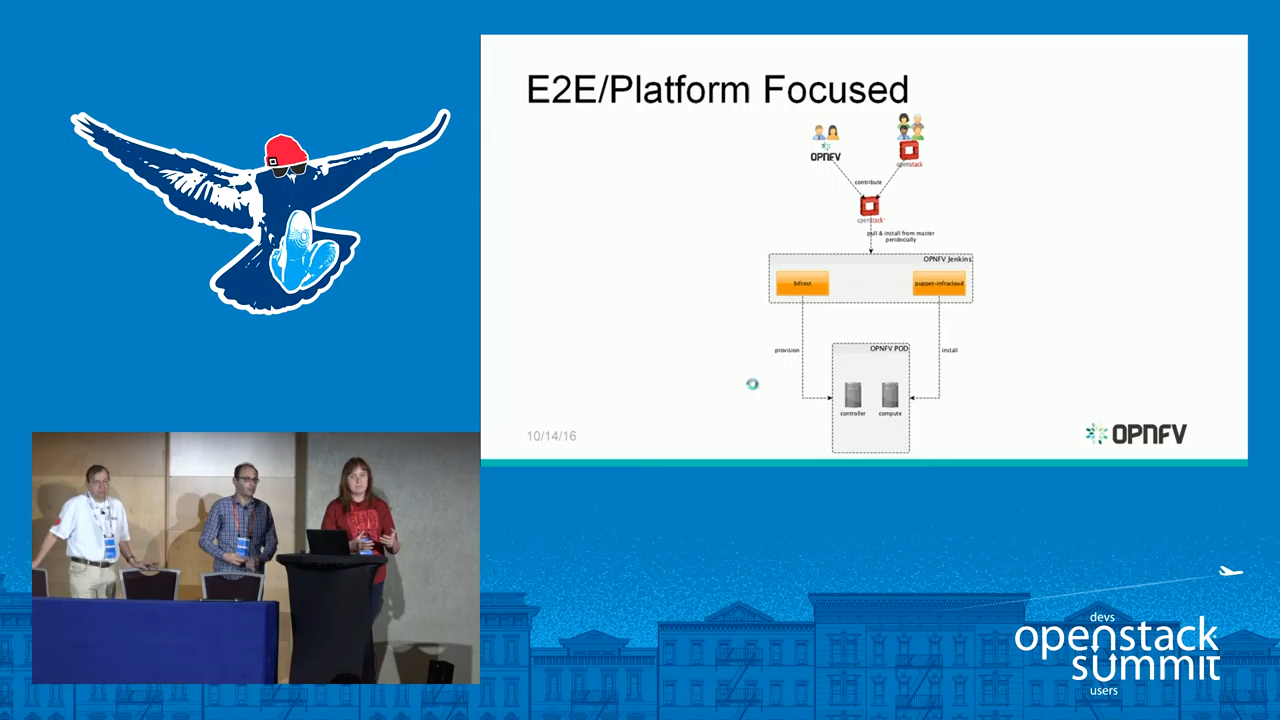 E2E/Platform Focused
OPNFV
openstack
contribute
openstack
pull & install from master
peridocially
OPNFV Jenkins
bifrost
puppet-infracloud
provision
OPNFV POD
install
controller
compute
10/14/16
OPNFV
devs
openstack
summit
users